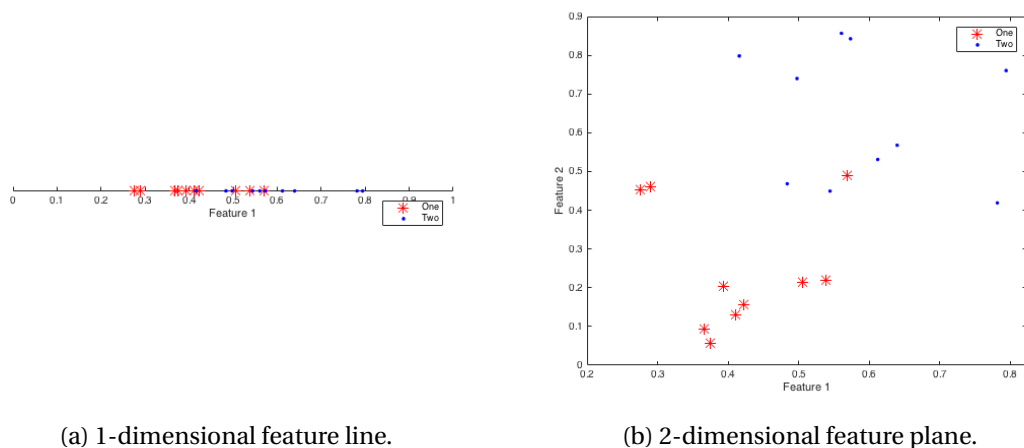 One
Two
0 0.1 0.2 0.3 0.4 0.5 0.6 0.7 0.8 0.9 1
Feature 1
(a) 1-dimensional feature line.
0.9
0.8
0.7
0.6
0.5
0.4
0.3
0.2
0.1
0
Feature 2
One
Two
0.2 0.3 0.4 0.5 0.6 0.7 0.8
Feature 1
(b) 2-dimensional feature plane.